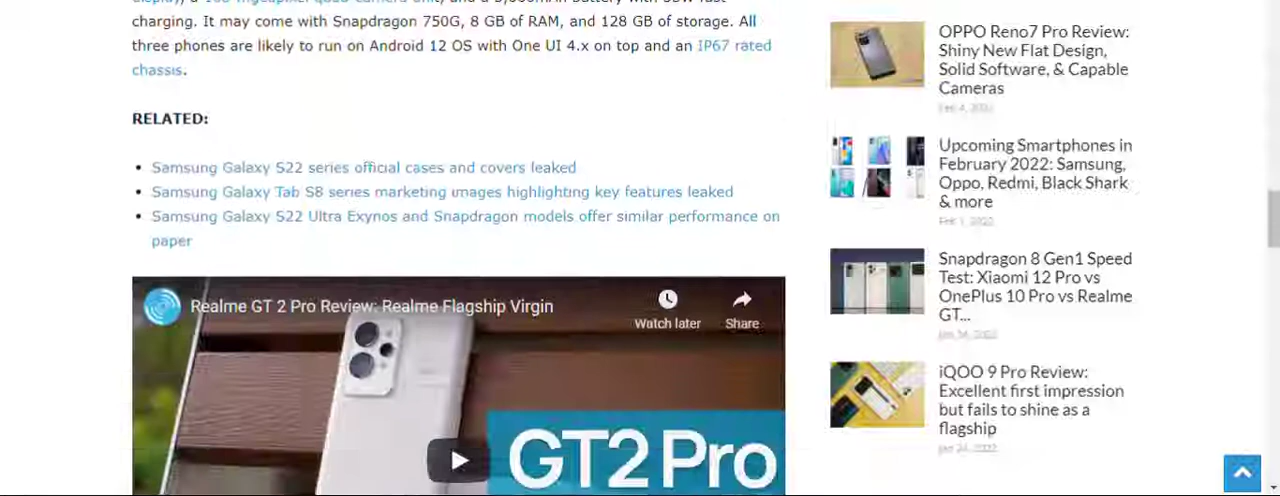 charging. It may come with Snapdragon 750G, 8 GB of RAM, and 128 GB of storage. All
three phones are likely to run on Android 12 OS with One UI 4.x on top and an IP67 rated
chassis.
RELATED:
Samsung Galaxy S22 series official cases and covers leaked
Samsung Galaxy Tab S8 series marketing images highlighting key features leaked
Samsung Galaxy S22 Ultra Exynos and Snapdragon models offer similar performance on
paper
Realme GT 2 Pro Review: Realme Flagship Virgin
Watch later
Share
GT2 Pro
OPPO Reno7 Pro Review:
Shiny New Flat Design,
Solid Software, & Capable
Cameras
Feb 4, 2022
Upcoming Smartphones in
February 2022: Samsung,
Oppo, Redmi, Black Shark
& more
Feb 1, 2022
Snapdragon 8 Gen1 Speed
Test: Xiaomi 12 Pro vs
OnePlus 10 Pro vs Realme
GT...
iQOO 9 Pro Review:
Excellent first impression
but fails to shine as a
flagship